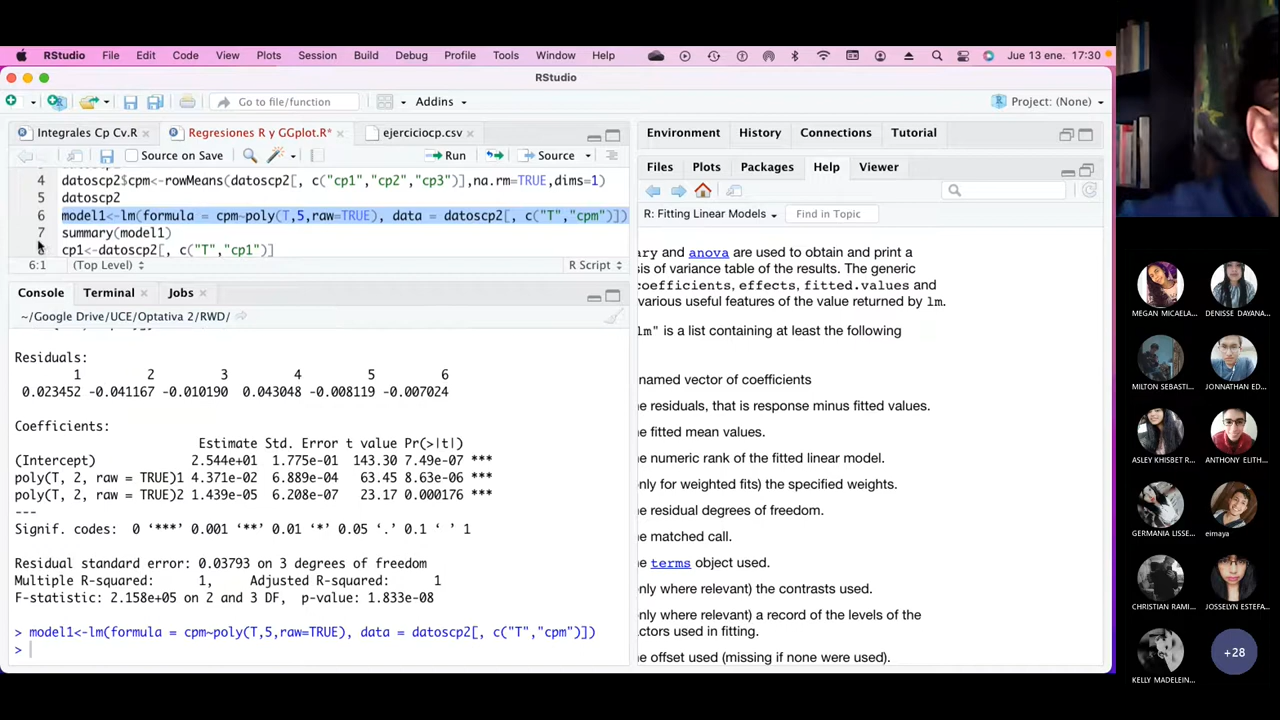 RStudio File Edit Code View Plots Session Build Debug Profile Tools Window Help Jue 13 ene. 17:30
RStudio
Go to file/function Addins Project: (None)
Integrales Cp Cv.R Regresiones R y GGplot.R* ejerciciocp.csv
Source on Save Run Source
4 datoscp2$cpm<-rowMeans(datoscp2[, c("cp1","cp2","cp3")],na.rm=TRUE,dims=1)
5 datoscp2
6 model1<-lm(formula = cpm~poly(T,5,raw=TRUE), data = datoscp2[, c("T","cpm")])
7 summary(model1)
cp1<-datoscp2[, c("T","cp1")]
6:1 (Top Level) R Script
Console Terminal Jobs
~/Google Drive/UCE/Optativa 2/RWD/
Residuals:
1 2 3 4 5 6
0.023452 -0.041167 -0.010190 0.043048 -0.008119 -0.007024
Coefficients:
Estimate Std. Error t value Pr(>|t|)
(Intercept) 2.544e+01 1.775e-01 143.30 7.49e-07 ***
poly(T, 2, raw = TRUE)1 4.371e-02 6.889e-04 63.45 8.63e-06 ***
poly(T, 2, raw = TRUE)2 1.439e-05 6.208e-07 23.17 0.000176 ***
---
Signif. codes: 0 ‘***’ 0.001 ‘**’ 0.01 ‘*’ 0.05 ‘.’ 0.1 ‘ ’ 1
Residual standard error: 0.03793 on 3 degrees of freedom
Multiple R-squared: 1, Adjusted R-squared: 1
F-statistic: 2.158e+05 on 2 and 3 DF, p-value: 1.833e-08
> model1<-lm(formula = cpm~poly(T,5,raw=TRUE), data = datoscp2[, c("T","cpm")])
>
Environment History Connections Tutorial
Files Plots Packages Help Viewer
R: Fitting Linear Models Find in Topic
ary and anova are used to obtain and print a
is of variance table of the results. The generic
coefficients, effects, fitted.values and
various useful features of the value returned by lm.
lm" is a list containing at least the following
named vector of coefficients
e residuals, that is response minus fitted values.
e fitted mean values.
e numeric rank of the fitted linear model.
only for weighted fits) the specified weights.
e residual degrees of freedom.
e matched call.
e terms object used.
only where relevant) the contrasts used.
only where relevant) a record of the levels of the
actors used in fitting.
e offset used (missing if none were used).
MEGAN MICAELA... DENISSE DAYANA...
MILTON SEBASTI... JONNATHAN ED...
ASLEY KHISBET R... ANTHONY ELITH...
GERMANIA LISSE... eimaya
CHRISTIAN RAMI... JOSSELYN ESTEFA...
KELLY MADELEIN... +28